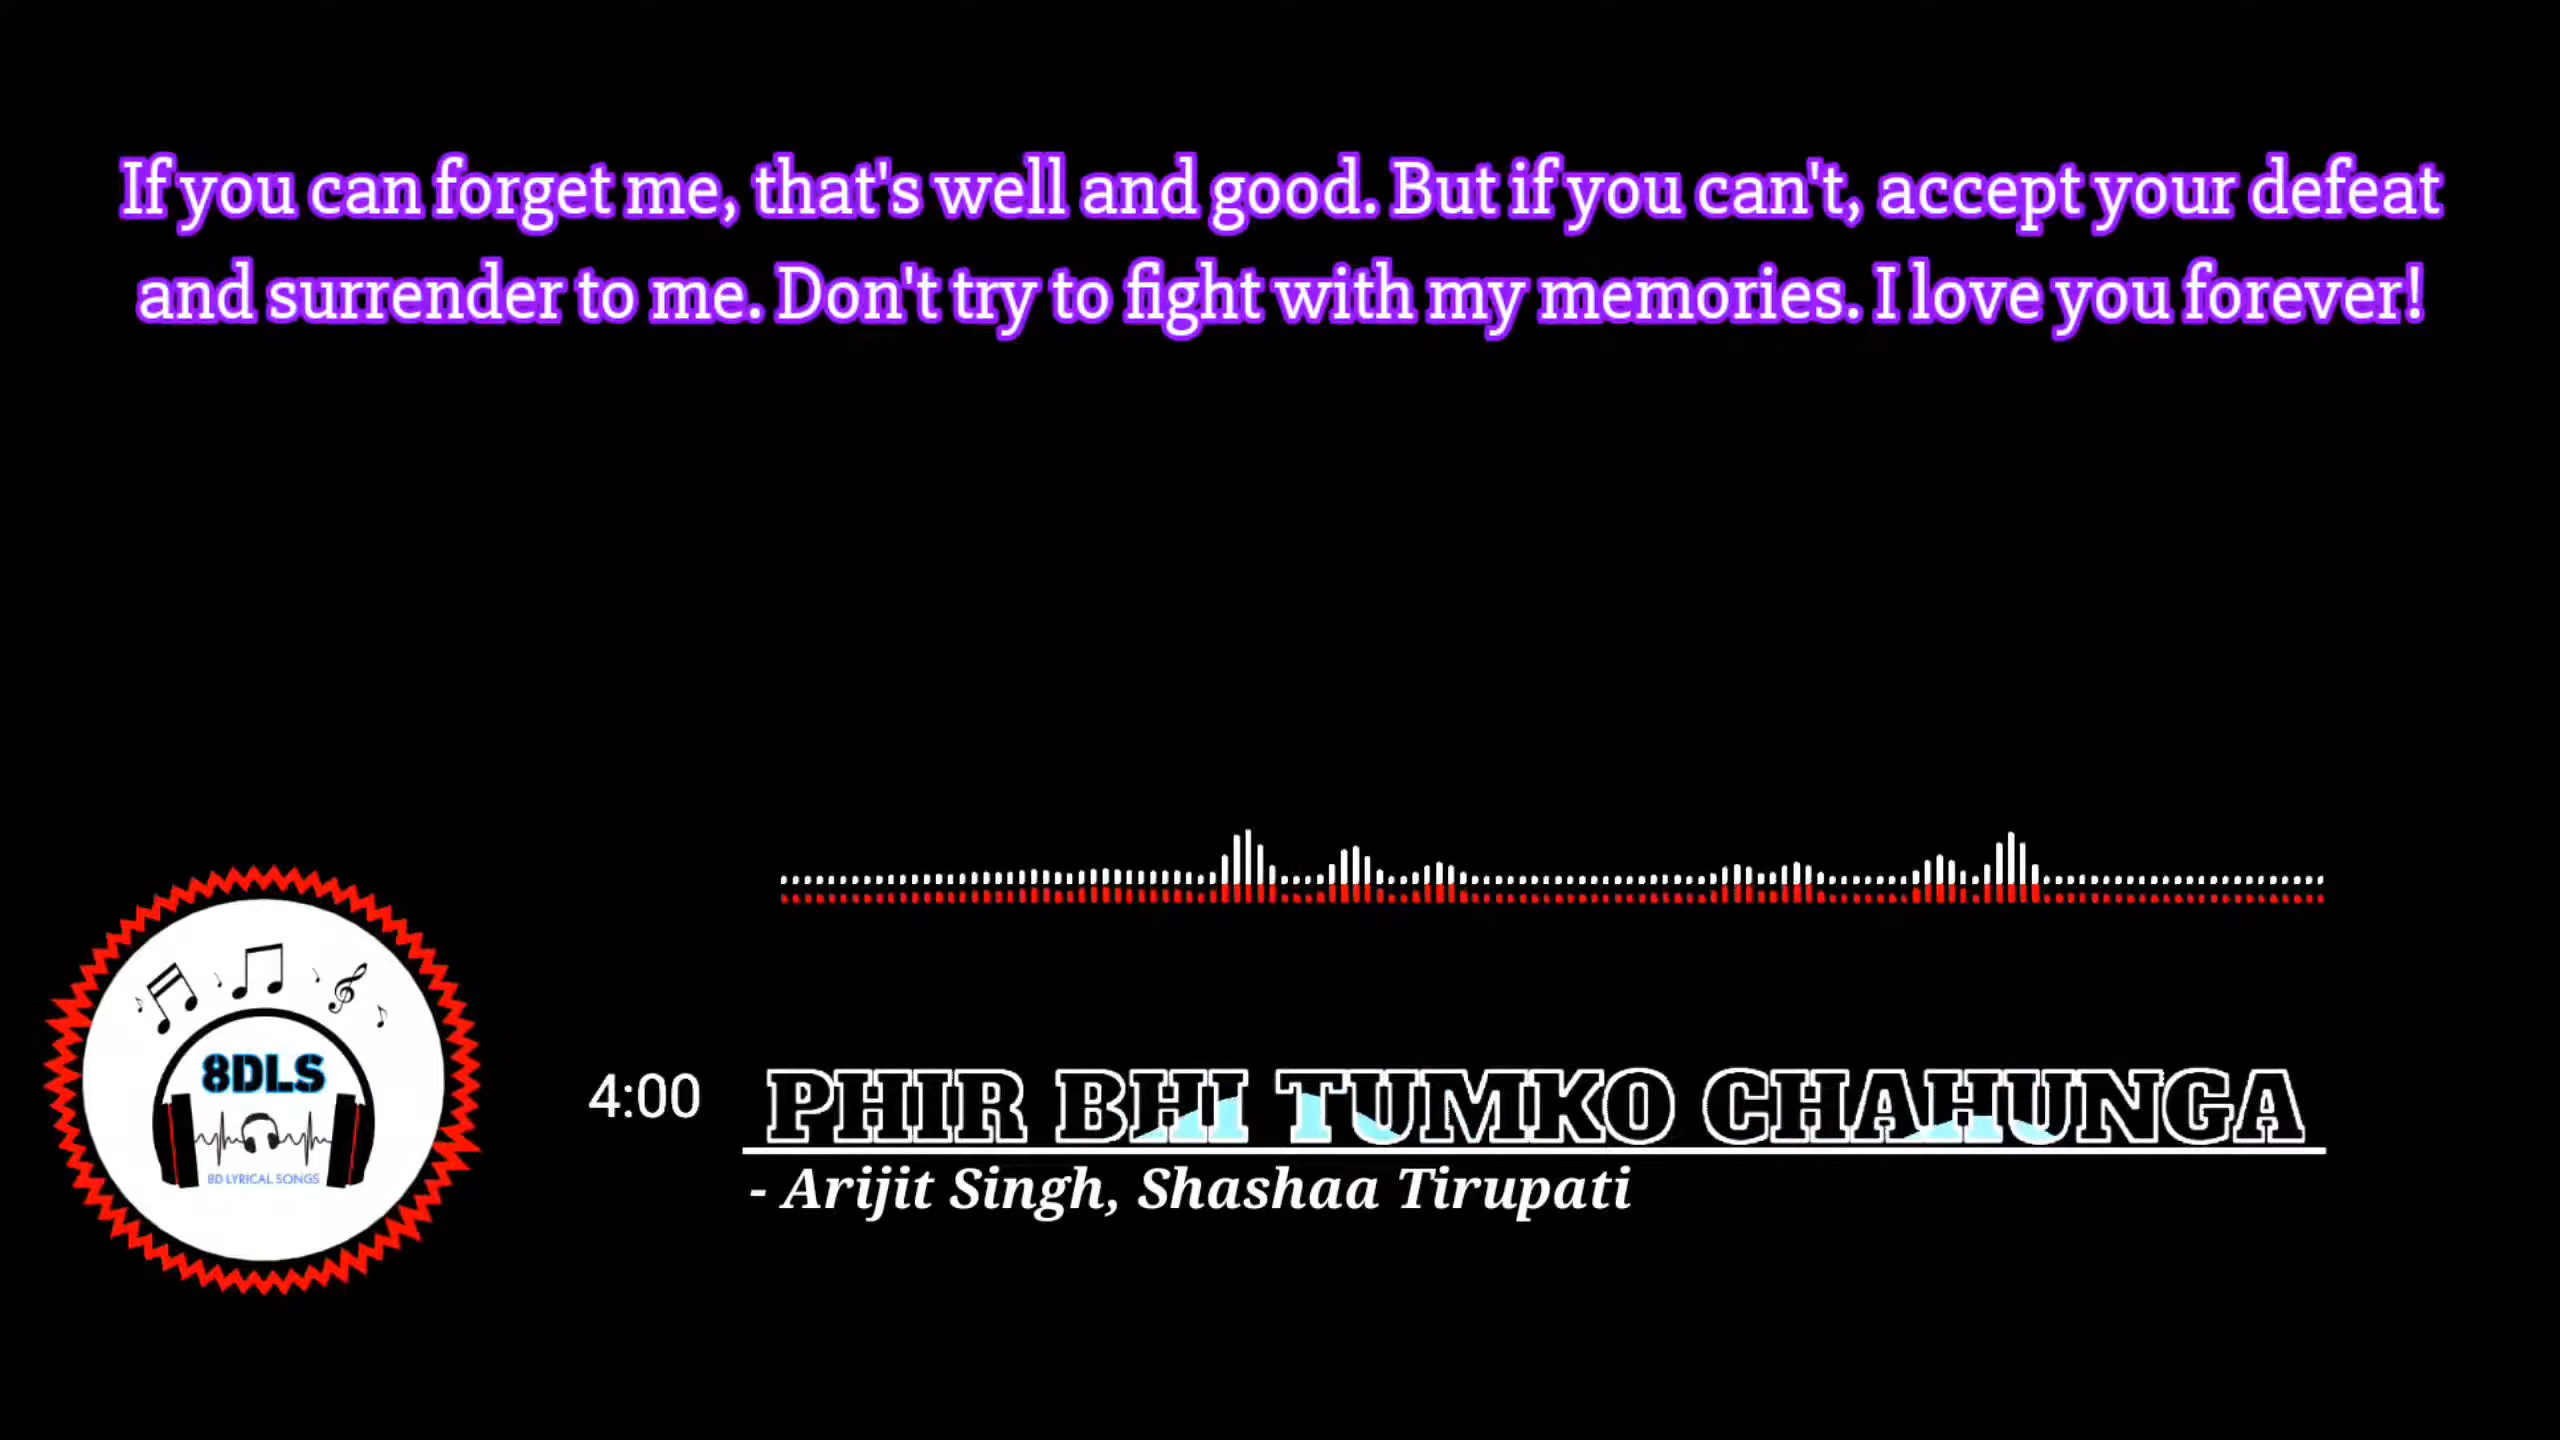 If you can forget me, that's well and good. But if you can't, accept your defeat
and surrender to me. Don't try to fight with my memories. I love you forever!
8DLS
8D LYRICAL SONGS
4:00
PHIR BHI TUMKO CHAHUNGA
- Arijit Singh, Shashaa Tirupati